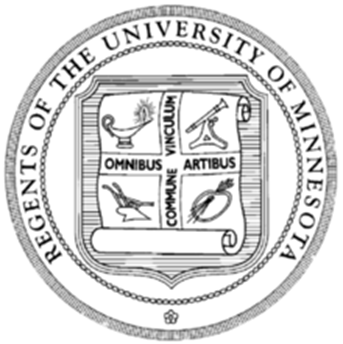 REGENTS OF THE UNIVERSITY OF MINNESOTA
OMNIBUS ARTIBUS
COMMUNE VINCULUM